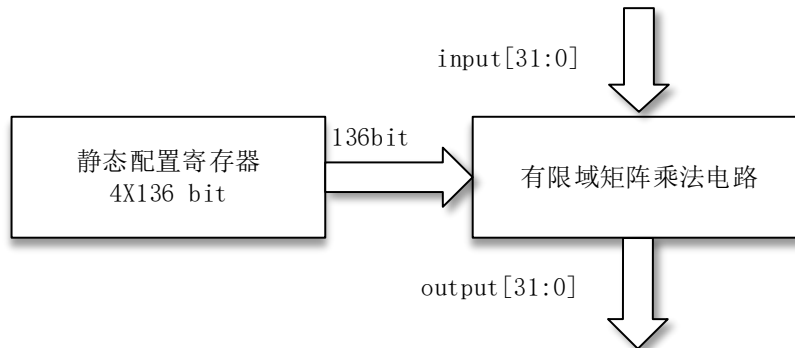 input[31:0]
136bit
静态配置寄存器
4X136 bit
有限域矩阵乘法电路
output[31:0]